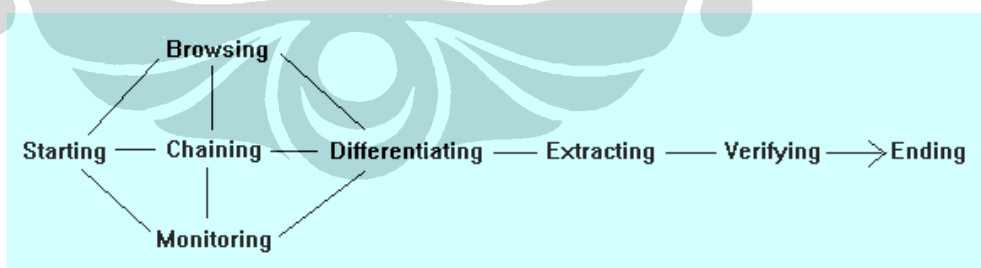 Browsing
Starting Chaining Differentiating Extracting Verifying Ending
Monitoring